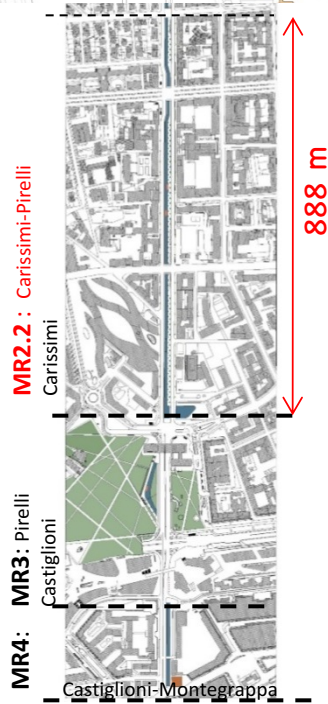 MR2.2 : Carissimi-Pirelli
Carissimi
888 m
MR3: Pirelli
Castiglioni
MR4:
Castiglioni-Montegrappa